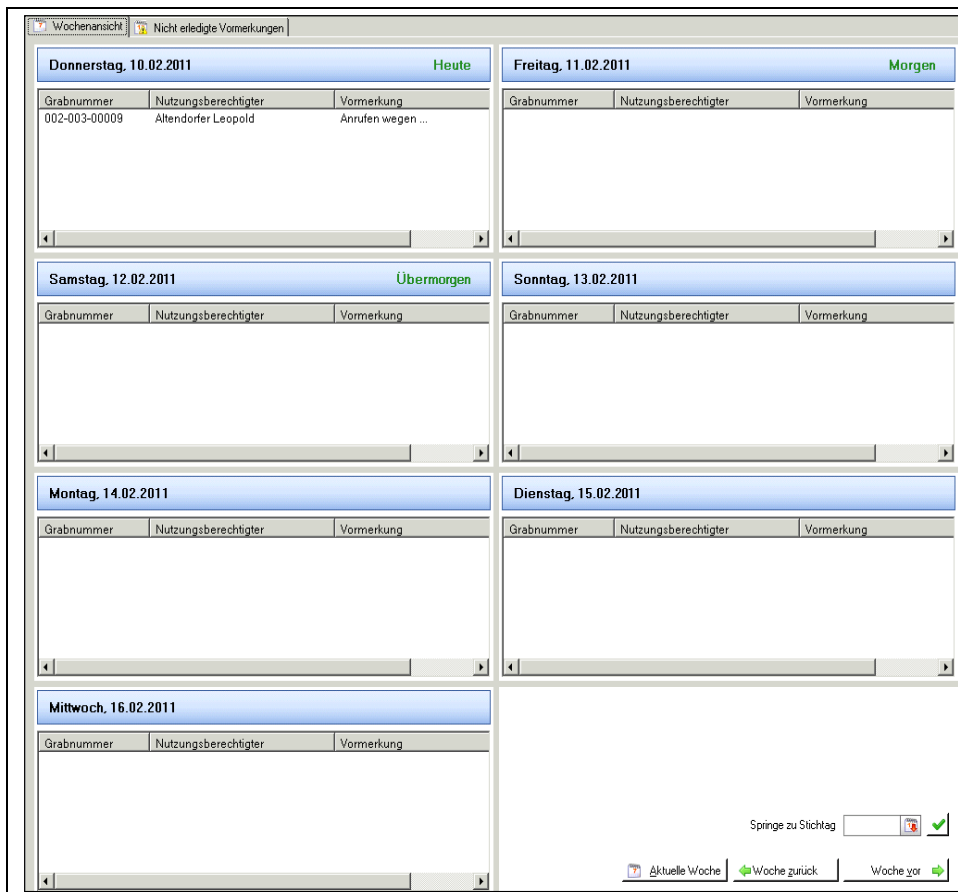 Wochenansicht Nicht erledigte Vormerkungen
Donnerstag, 10.02.2011 Heute
Grabnummer Nutzungsberechtigter Vormerkung
002-003-00009 Altendorfer Leopold Anrufen wegen ...
Freitag, 11.02.2011 Morgen
Grabnummer Nutzungsberechtigter Vormerkung
Samstag, 12.02.2011 Übermorgen
Grabnummer Nutzungsberechtigter Vormerkung
Sonntag, 13.02.2011
Grabnummer Nutzungsberechtigter Vormerkung
Montag, 14.02.2011
Grabnummer Nutzungsberechtigter Vormerkung
Dienstag, 15.02.2011
Grabnummer Nutzungsberechtigter Vormerkung
Mittwoch, 16.02.2011
Grabnummer Nutzungsberechtigter Vormerkung
Springe zu Stichtag
Aktuelle Woche Woche zurück Woche vor